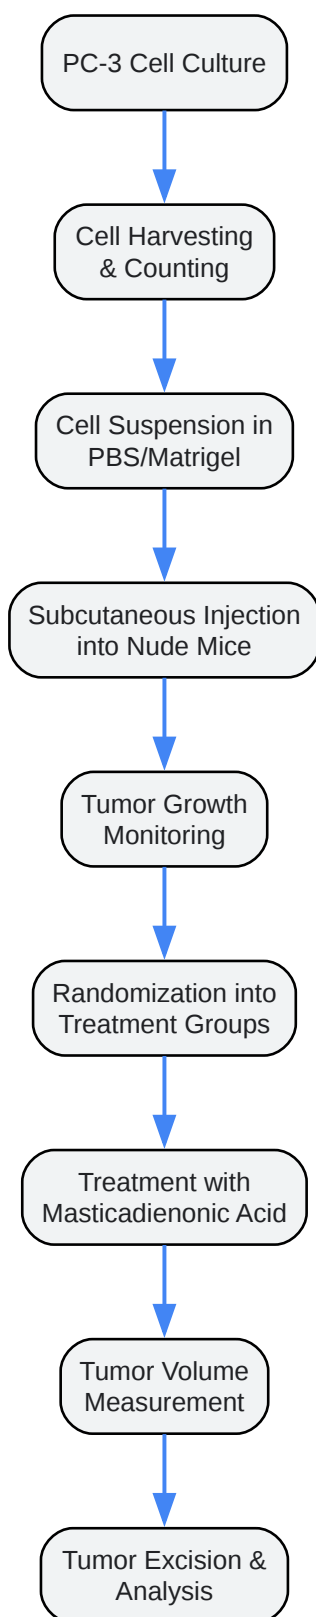 PC-3 Cell Culture
Cell Harvesting
& Counting
Cell Suspension in
PBS/Matrigel
Subcutaneous Injection
into Nude Mice
Tumor Growth
Monitoring
Randomization into
Treatment Groups
Treatment with
Masticadienonic Acid
Tumor Volume
Measurement
Tumor Excision &
Analysis